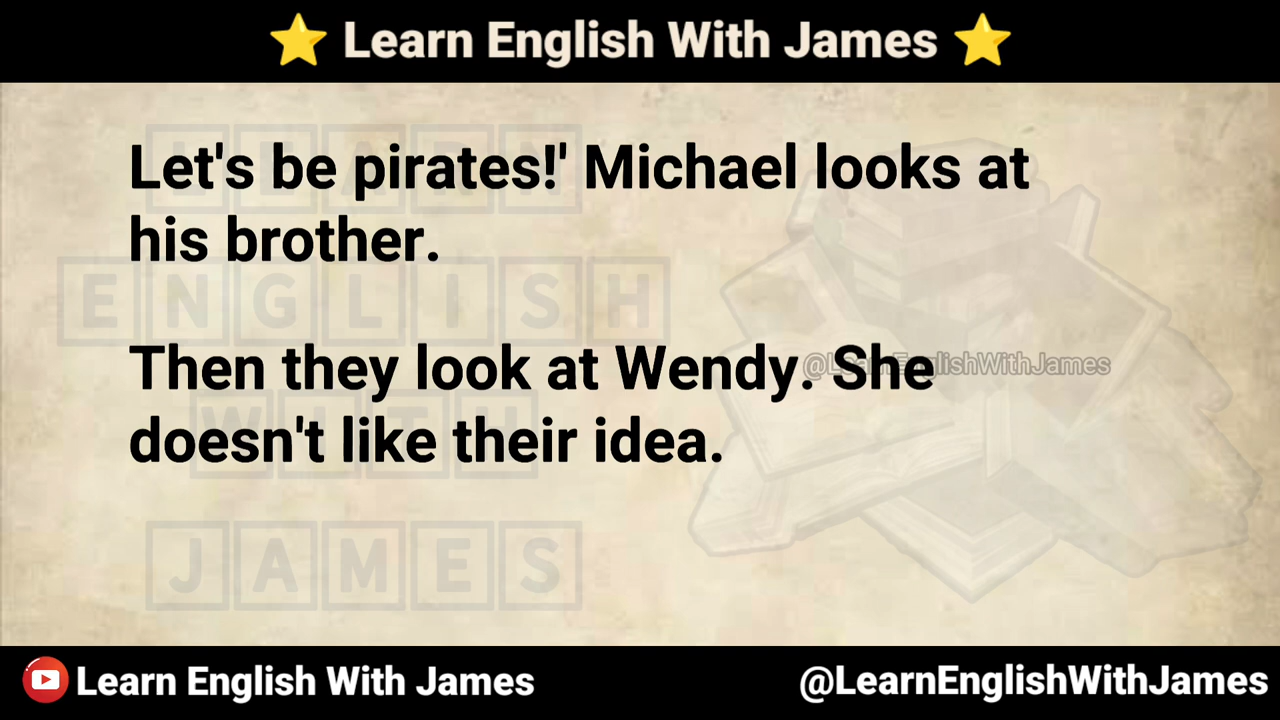 ⭐ Learn English With James ⭐
Let's be pirates!' Michael looks at
his brother.
ENGLISH
Then they look at Wendy. She
@LearnEnglishWithJames
doesn't like their idea.
WITH
JAMES
Learn English With James
@LearnEnglishWithJames